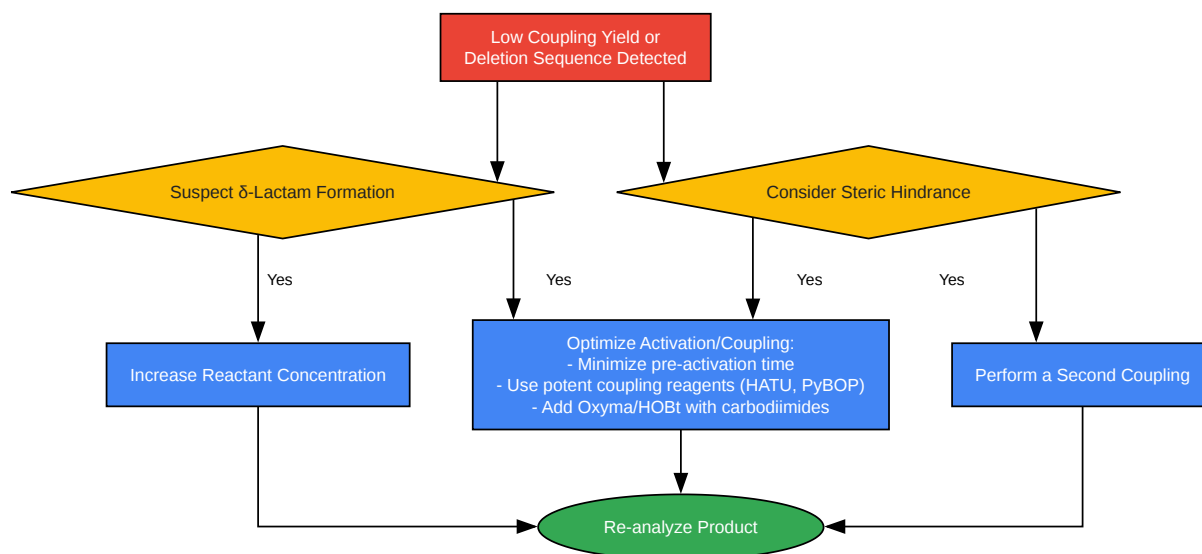 Low Coupling Yield or
Deletion Sequence Detected
Suspect δ-Lactam Formation
Consider Steric Hindrance
Yes
Yes
Yes
Yes
Increase Reactant Concentration
Optimize Activation/Coupling:
- Minimize pre-activation time
- Use potent coupling reagents (HATU, PyBOP)
- Add Oxyma/HOBt with carbodiimides
Perform a Second Coupling
Re-analyze Product